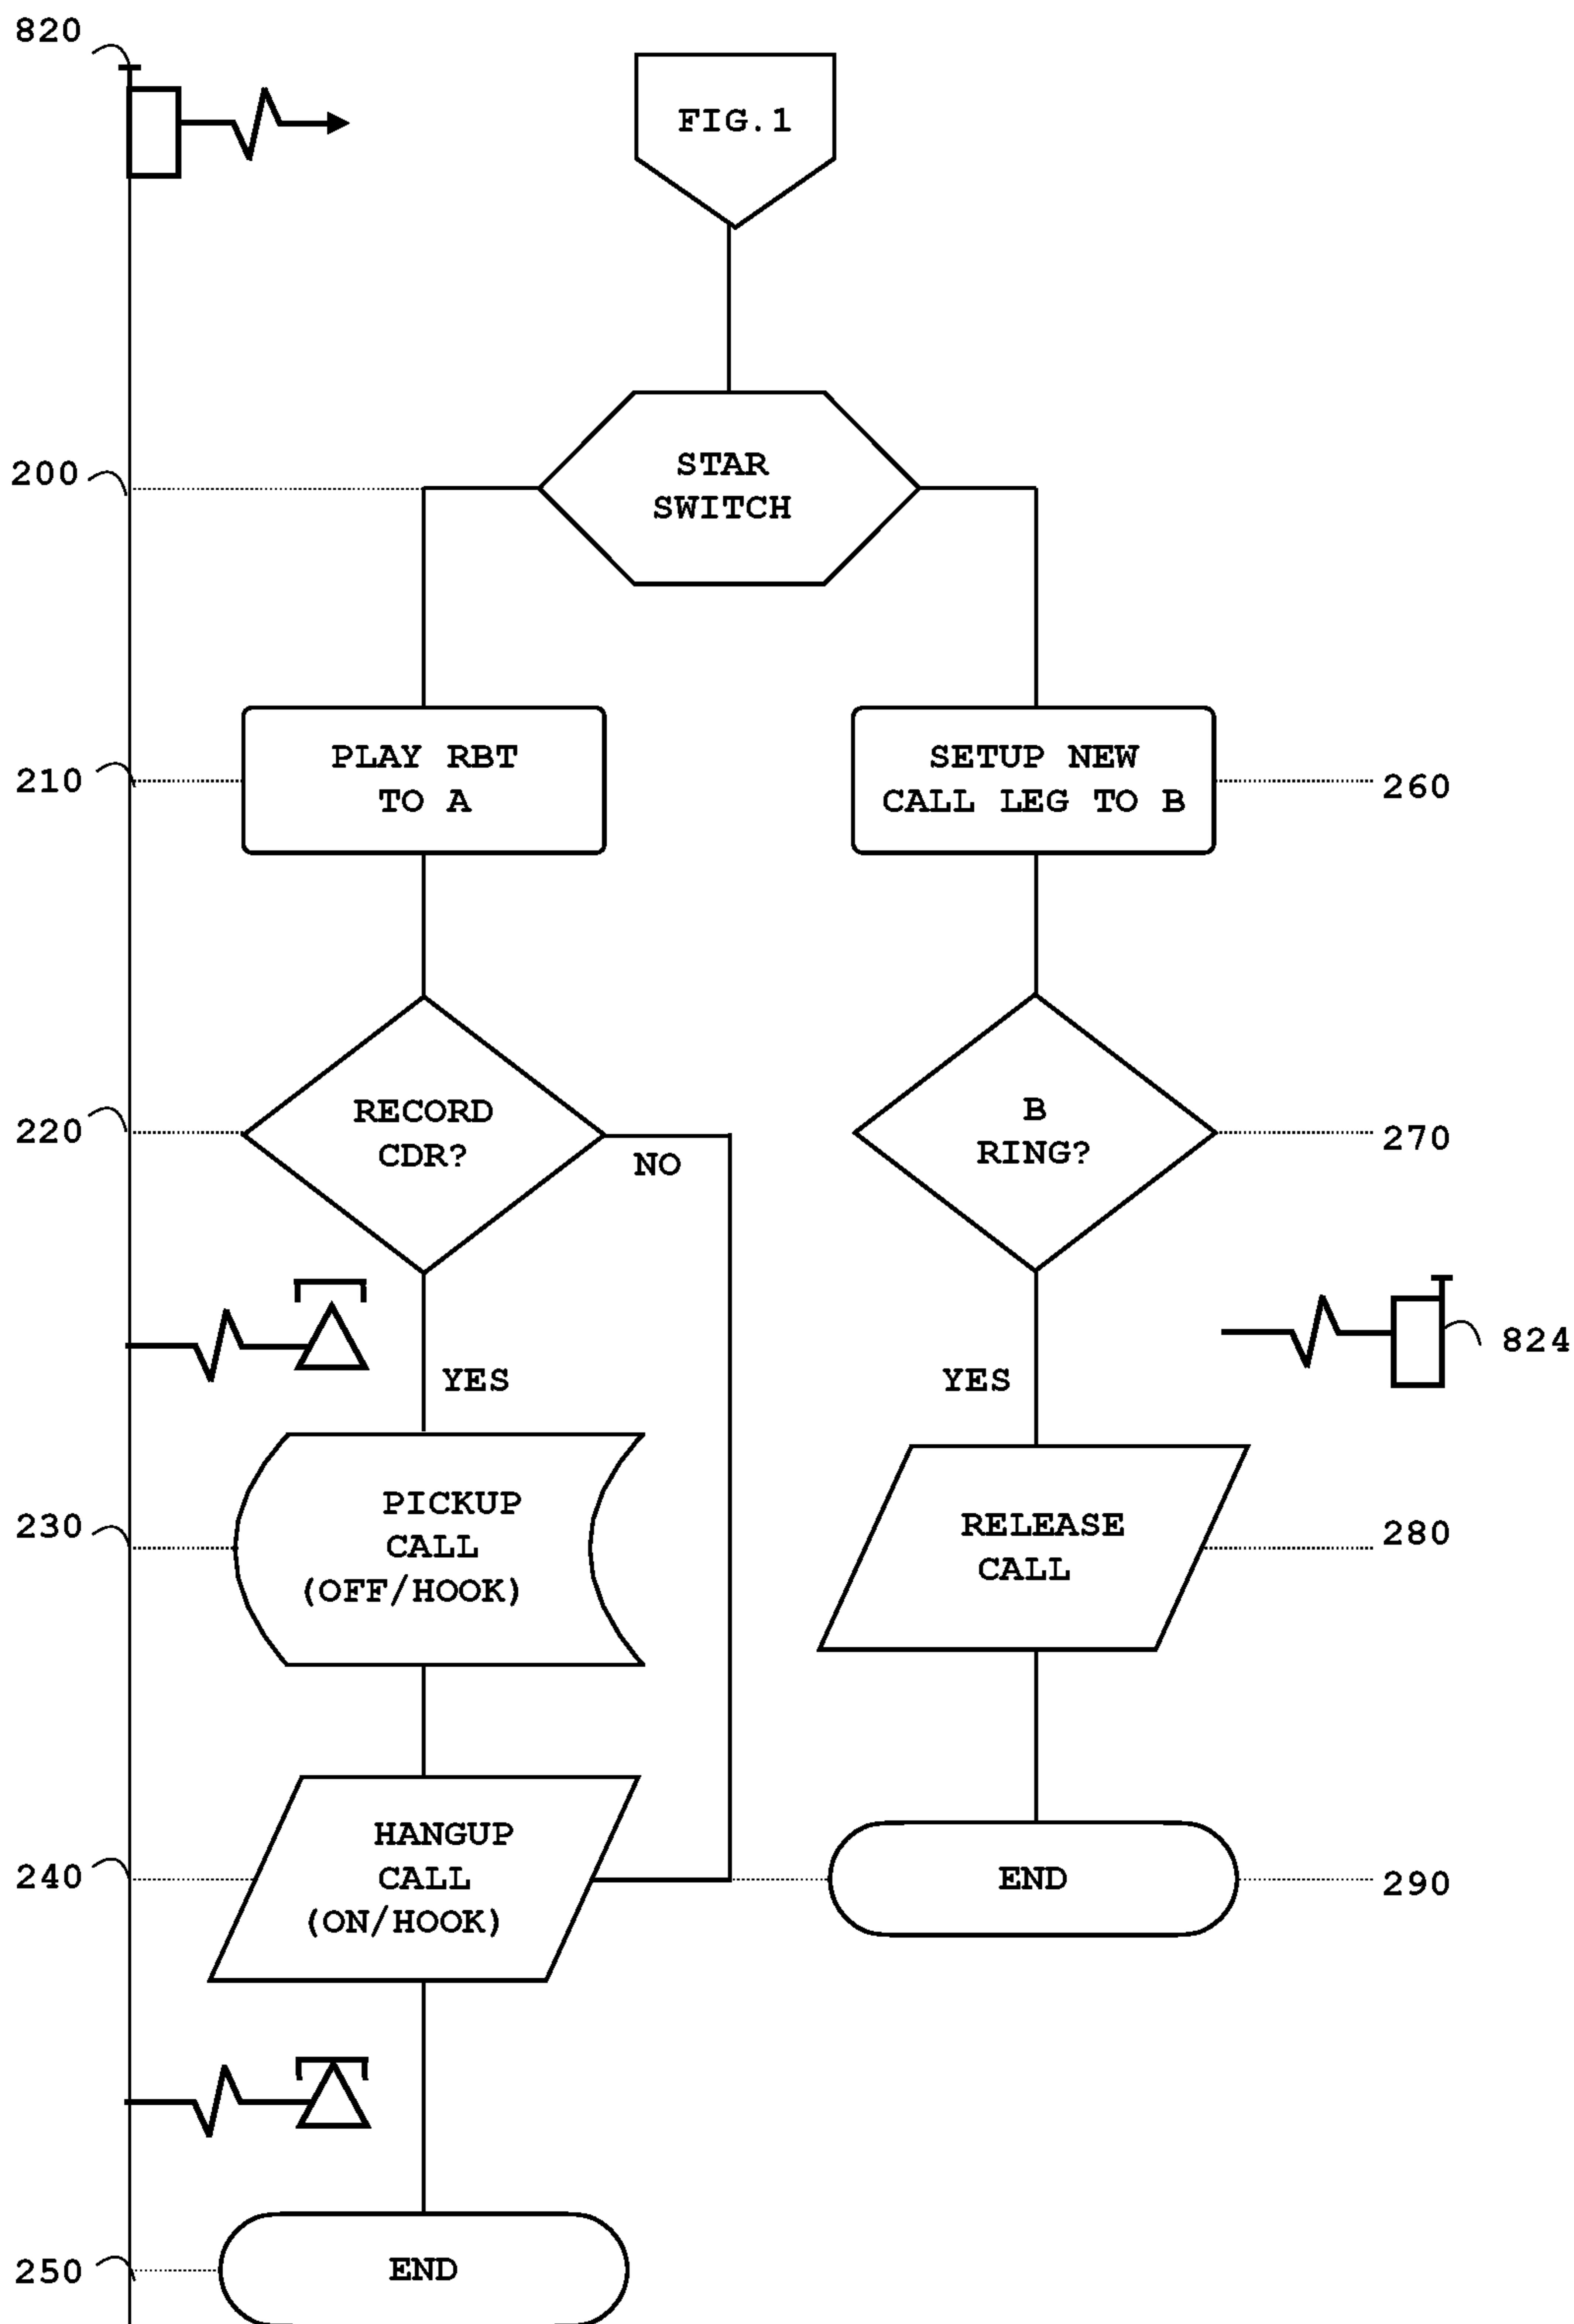 820
FIG.1
200
STAR
SWITCH
210
PLAY RBT
TO A
SETUP NEW
CALL LEG TO B
260
220
RECORD
CDR?
NO
B
RING?
270
824
YES
YES
230
PICKUP
CALL
(OFF/HOOK)
RELEASE
CALL
280
240
HANGUP
CALL
(ON/HOOK)
END
290
250
END